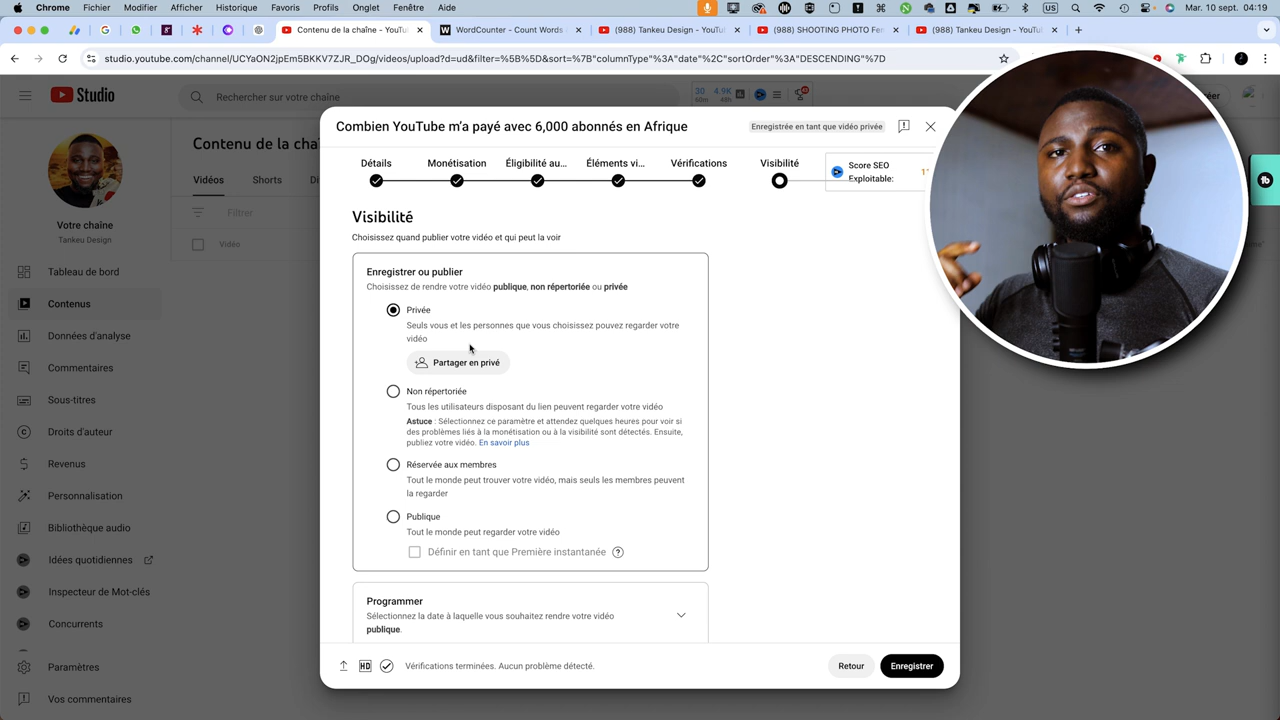 Chrome Fichier Modifier Afficher Historique Favoris Profils Onglet Fenêtre Aide
Mar. 10 sept. à 04:19
Contenu de la chaîne - YouT
WordCounter - Count Words
(988) Tankeu Design - YouTub
(988) SHOOTING PHOTO Fe
(988) Tankeu Design - YouTub
studio.youtube.com/channel/UCYaON2jpEm5BKKV7ZJR_DOg/videos/upload?d=ud&filter=%5B%5D&sort=%7B"columnType"%3A"date"%2C"sortOrder"%3A"DESCENDING"%7D
Studio
Rechercher sur votre chaîne
30
60m
4.9K
48h
Combien YouTube m'a payé avec 6,000 abonnés en Afrique
Enregistrée en tant que vidéo privée
Détails
Monétisation
Éligibilité au...
Éléments vi...
Vérifications
Visibilité
Score SEO
Exploitable:
Contenu de la cha
Vidéos
Shorts
Filtrer
Vidéo
Votre chaîne
Tankeu Design
Tableau de bord
Contenus
Données d'analyse
Commentaires
Sous-titres
Droits d'auteur
Revenus
Personnalisation
Bibliothèque audio
Idées quotidiennes
Inspecteur de Mot-clés
Concurrents
Paramètres
Vos commentaires
Visibilité
Choisissez quand publier votre vidéo et qui peut la voir
Enregistrer ou publier
Choisissez de rendre votre vidéo publique, non répertoriée ou privée
Privée
Seuls vous et les personnes que vous choisissez pouvez regarder votre
vidéo
Partager en privé
Non répertoriée
Tous les utilisateurs disposant du lien peuvent regarder votre vidéo
Astuce : Sélectionnez ce paramètre et attendez quelques heures pour voir si
des problèmes liés à la monétisation ou à la visibilité sont détectés. Ensuite,
publiez votre vidéo. En savoir plus
Réservée aux membres
Tout le monde peut trouver votre vidéo, mais seuls les membres peuvent
la regarder
Publique
Tout le monde peut regarder votre vidéo
Définir en tant que Première instantanée
Programmer
Sélectionnez la date à laquelle vous souhaitez rendre votre vidéo
publique.
HD
Vérifications terminées. Aucun problème détecté.
Retour
Enregistrer